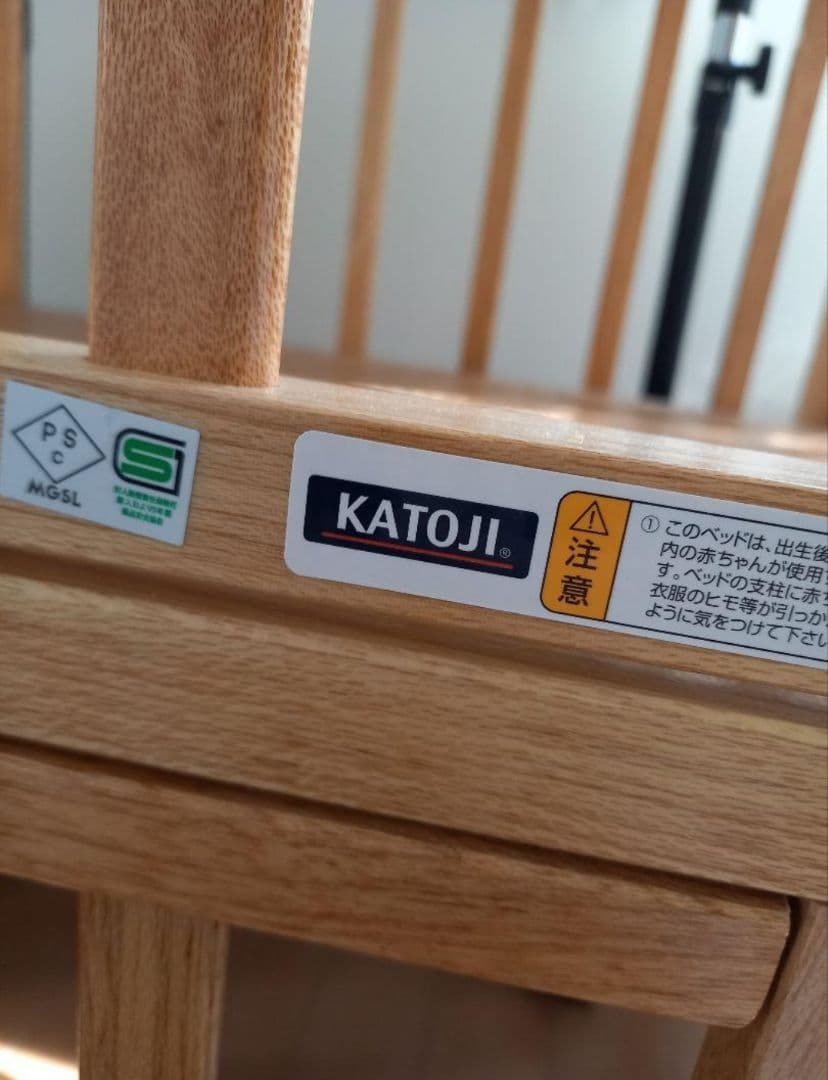 PS
C
MGSL
KATOJI®
注意
① このベッドは、出生後
内の赤ちゃんが使用
す。ベッドの支柱に赤
衣服のヒモ等が引っか
ように気をつけて下さい